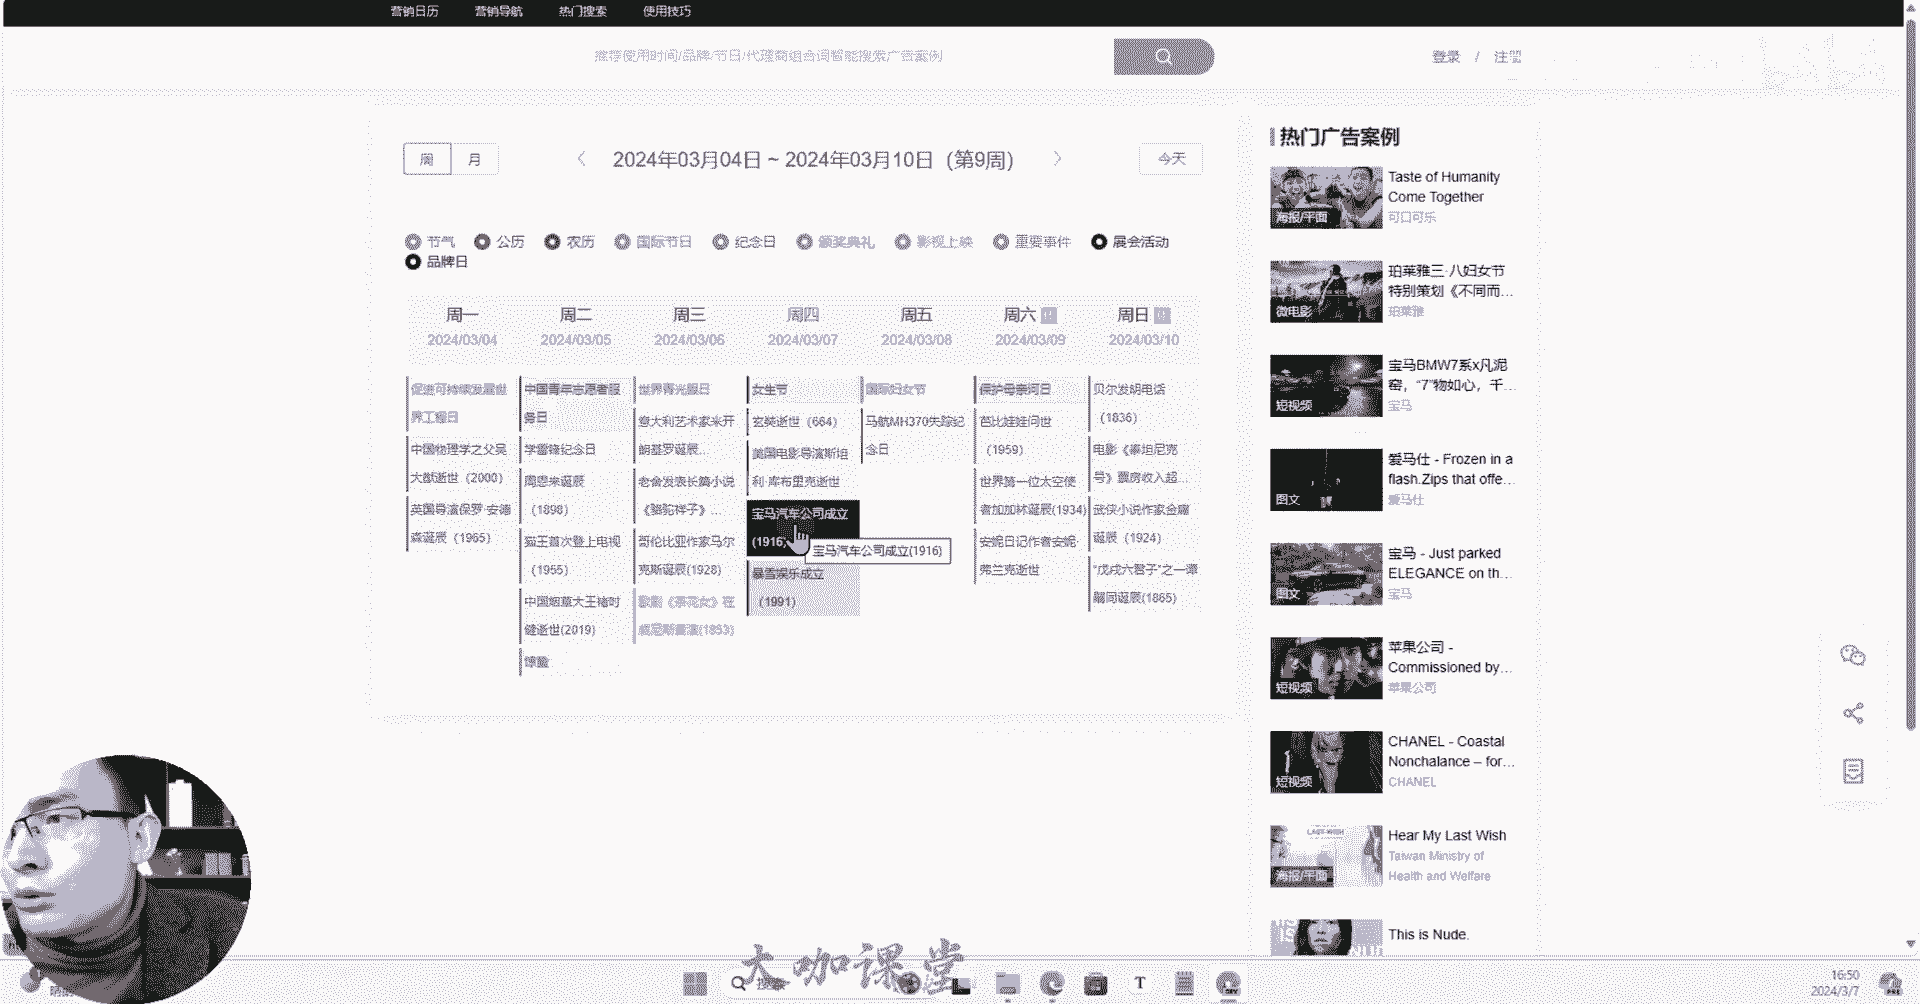 营销日历 营销导航 热门搜索 使用技巧
推荐使用时间/品牌/节日/代理商组合词智能搜索广告案例
登录 / 注册
周 月
2024年03月04日 ~ 2024年03月10日（第9周）
今天
节气 公历 农历 国际节日 纪念日 颁奖典礼 影视上映 重要事件 展会活动
品牌日
周一 周二 周三 周四 周五 周六 周日
2024/03/04 2024/03/05 2024/03/06 2024/03/07 2024/03/08 2024/03/09 2024/03/10
促进可持续发展世
界工程日
中国物理学之父吴
大猷逝世（2000）
英国导演保罗·安德
森诞辰（1965）
中国青年志愿者服
务日
学雷锋纪念日
周恩来诞辰
（1898）
猫王首次登上电视
（1955）
中国烟草大王褚时
健逝世(2019)
惊蛰
世界青光眼日
意大利艺术家米开
朗基罗诞辰...
老舍发表长篇小说
《骆驼祥子》...
哥伦比亚作家马尔
克斯诞辰(1928)
歌剧《茶花女》在
威尼斯首演(1853)
女生节
玄奘逝世（664）
美国电影导演斯坦
利·库布里克逝世
宝马汽车公司成立
(1916)
宝马汽车公司成立(1916)
暴雪娱乐成立
（1991）
国际妇女节
马航MH370失踪纪
念日
保护母亲河日
芭比娃娃问世
（1959）
世界第一位太空使
者加加林诞辰(1934)
安妮日记作者安妮·
弗兰克逝世
贝尔发明电话
（1836）
电影《泰坦尼克
号》票房收入超...
武侠小说作家金庸
诞辰（1924）
“戊戌六君子”之一谭
嗣同诞辰(1865)
热门广告案例
海报/平面
Taste of Humanity
Come Together
可口可乐
微电影
珀莱雅三·八妇女节
特别策划《不同而...
珀莱雅
短视频
宝马BMW7系x凡泥
窑，“7”物如心，千...
宝马
图文
爱马仕 - Frozen in a
flash.Zips that offe...
爱马仕
图文
宝马 - Just parked
ELEGANCE on th...
宝马
短视频
苹果公司 -
Commissioned by...
苹果公司
短视频
CHANEL - Coastal
Nonchalance – for...
CHANEL
海报/平面
Hear My Last Wish
Taiwan Ministry of
Health and Welfare
This is Nude.
大咖课堂
搜索
16:50
2024/3/7